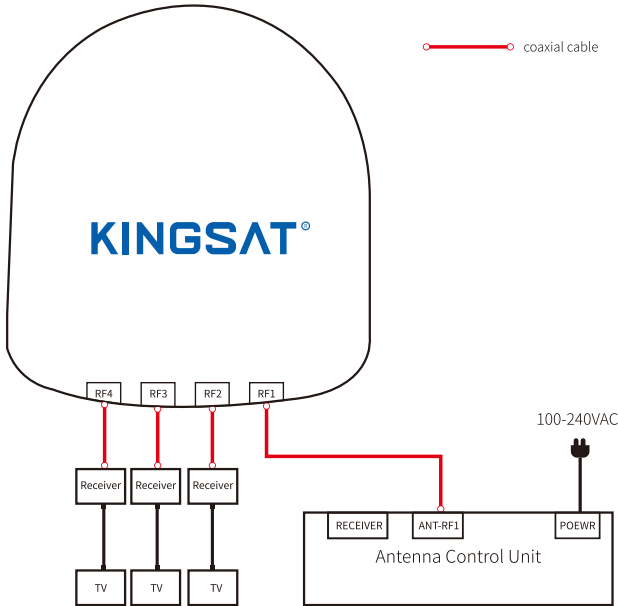 coaxial cable
KINGSAT®
RF4 RF3 RF2 RF1
100-240VAC
Receiver Receiver Receiver
RECEIVER ANT-RF1 POEWR
Antenna Control Unit
TV TV TV